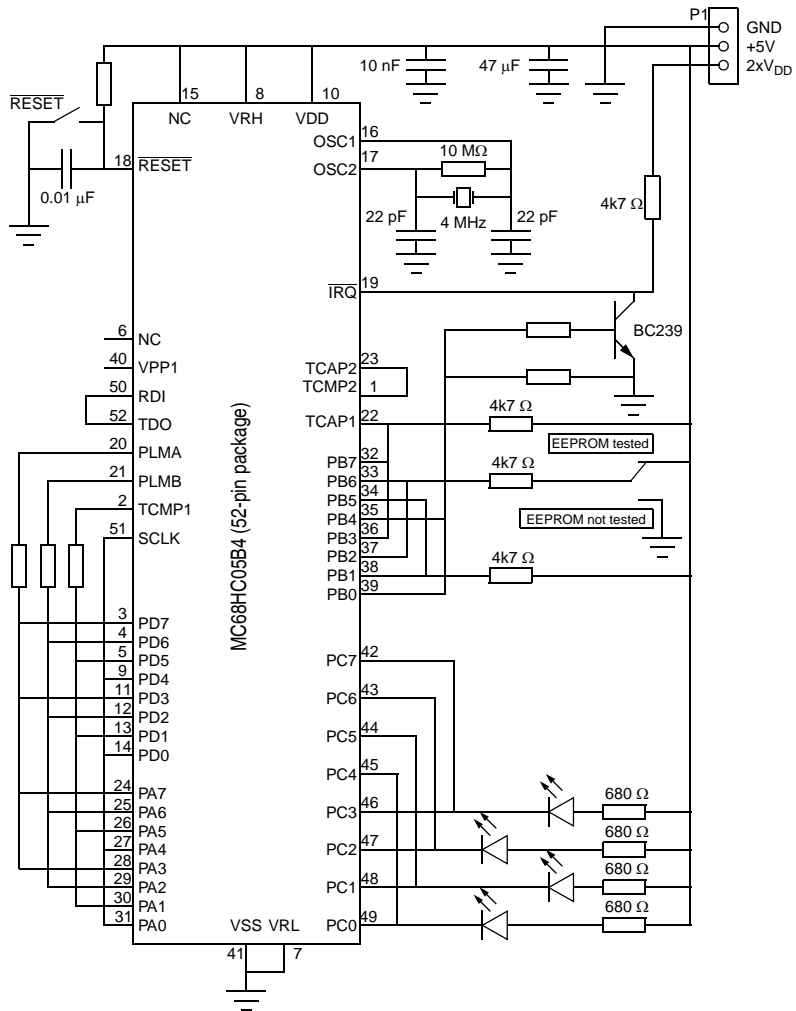 P1
GND
+5V
2xVDD
10 nF
47 µF
15
8
10
NC
VRH
VDD
RESET
18
RESET
0.01 µF
OSC1
16
OSC2
17
10 MΩ
22 pF
4 MHz
22 pF
4k7 Ω
IRQ
19
BC239
6
NC
40
VPP1
50
RDI
52
TDO
20
PLMA
21
PLMB
2
TCMP1
51
SCLK
TCAP2
23
TCMP2
1
TCAP1
22
4k7 Ω
EEPROM tested
PB7
32
PB6
33
4k7 Ω
PB5
34
PB4
35
EEPROM not tested
PB3
36
PB2
37
PB1
38
4k7 Ω
PB0
39
MC68HC05B4 (52-pin package)
3
PD7
4
PD6
5
PD5
9
PD4
11
PD3
12
PD2
13
PD1
14
PD0
PC7
42
PC6
43
PC5
44
PC4
45
24
PA7
25
PA6
26
PA5
27
PA4
28
PA3
29
PA2
30
PA1
31
PA0
PC3
46
680 Ω
PC2
47
680 Ω
PC1
48
680 Ω
PC0
49
680 Ω
VSS
VRL
41
7